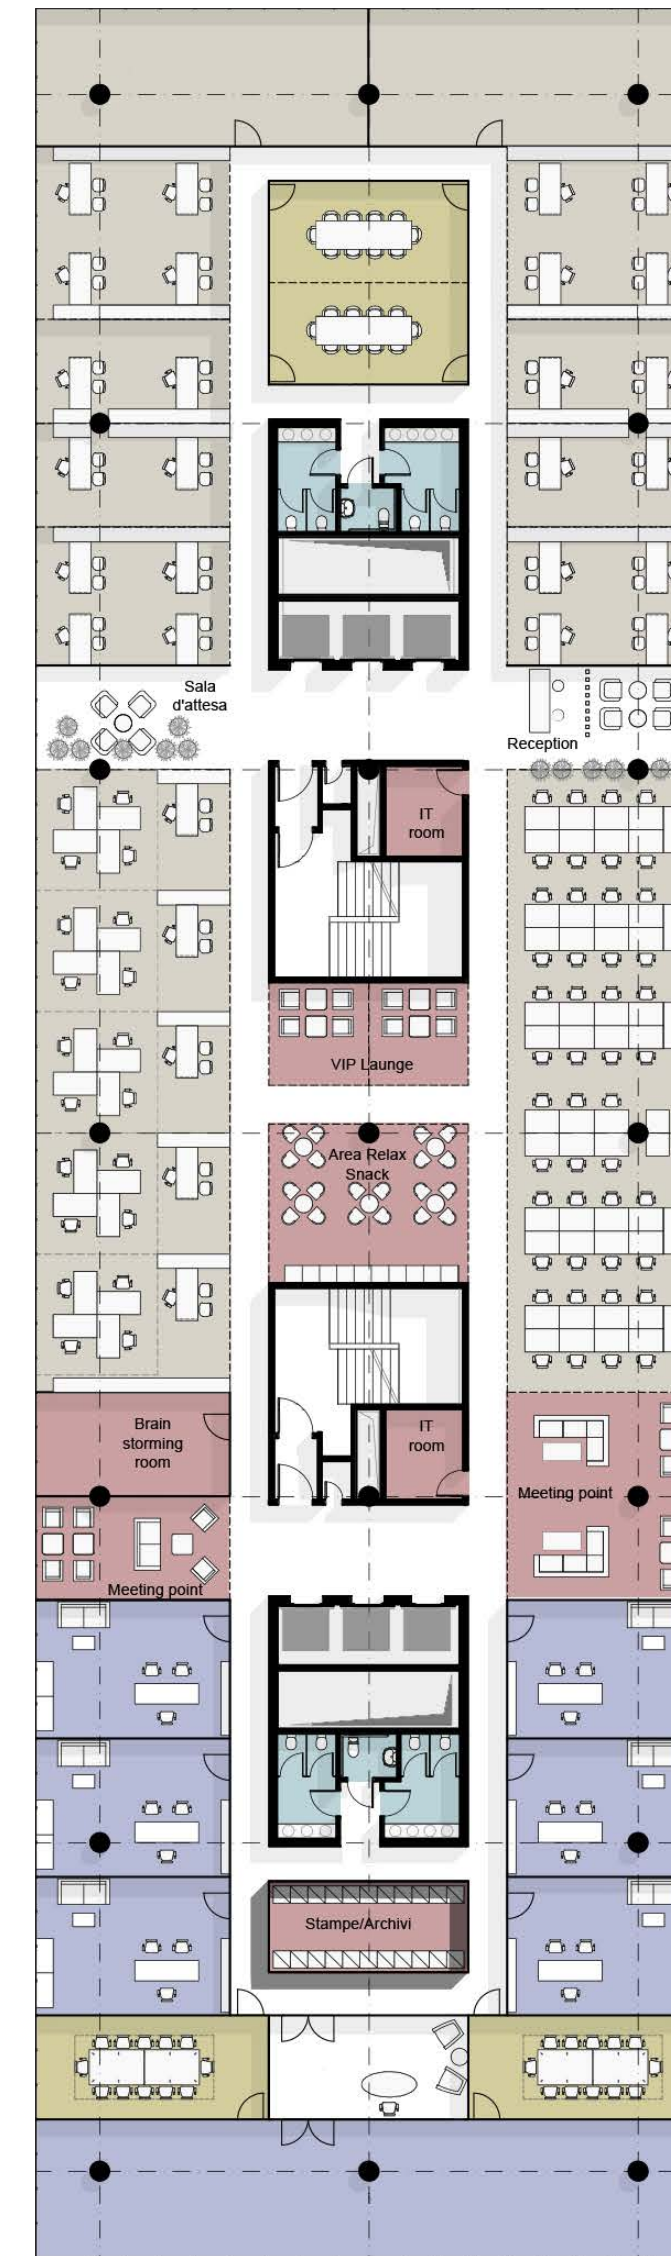 Sala
d'attesa
Reception
IT
room
VIP Launge
Area Relax
Snack
Brain
storming
room
IT
room
Meeting point
Meeting point
Stampe/Archivi